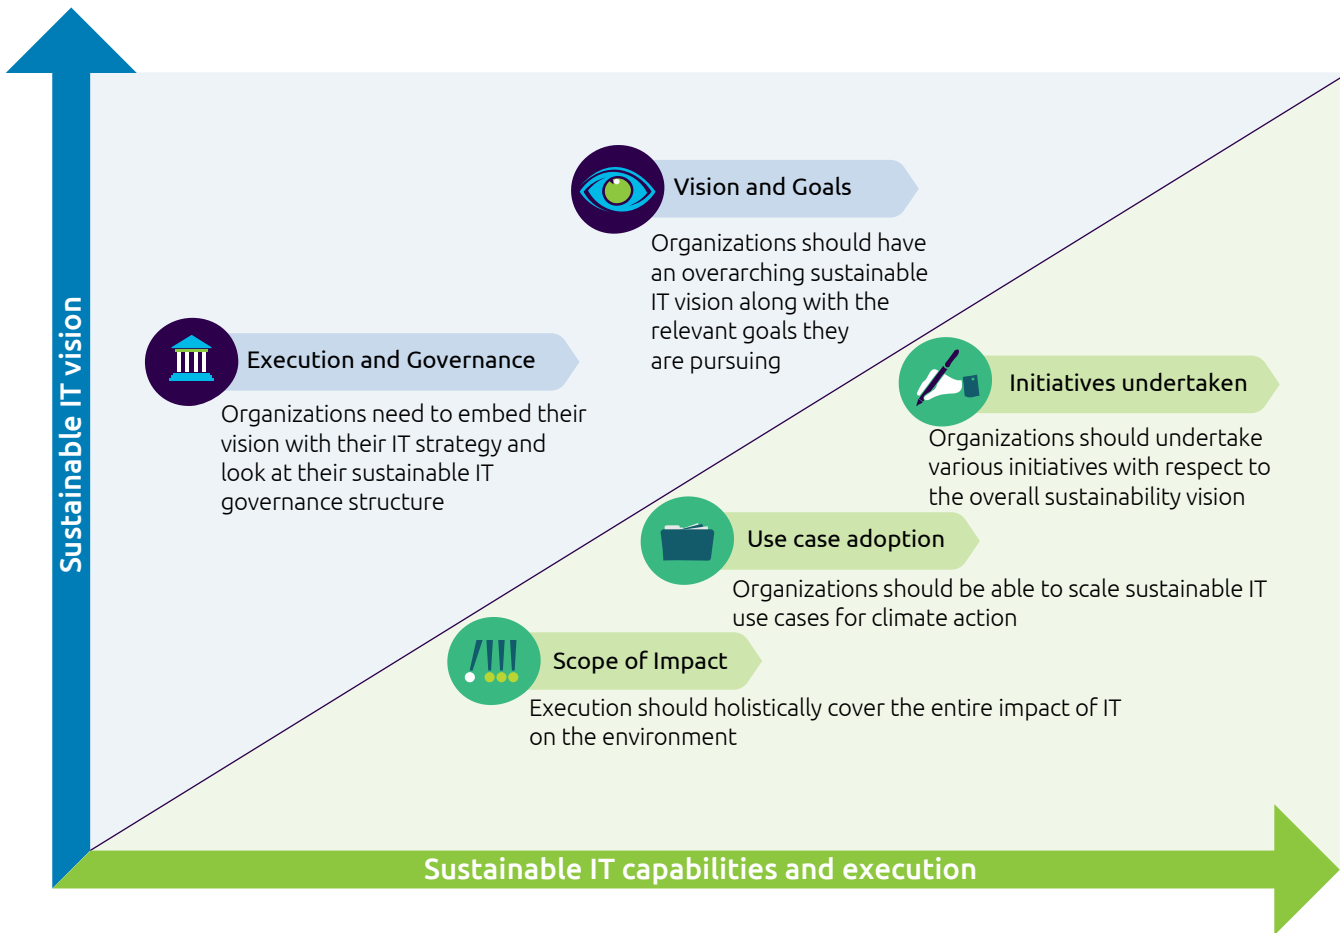 Sustainable IT vision
Vision and Goals
Organizations should have
an overarching sustainable
IT vision along with the
relevant goals they
are pursuing
Execution and Governance
Organizations need to embed their
vision with their IT strategy and
look at their sustainable IT
governance structure
Initiatives undertaken
Organizations should undertake
various initiatives with respect to
the overall sustainability vision
Use case adoption
Organizations should be able to scale sustainable IT
use cases for climate action
Scope of Impact
Execution should holistically cover the entire impact of IT
on the environment
Sustainable IT capabilities and execution